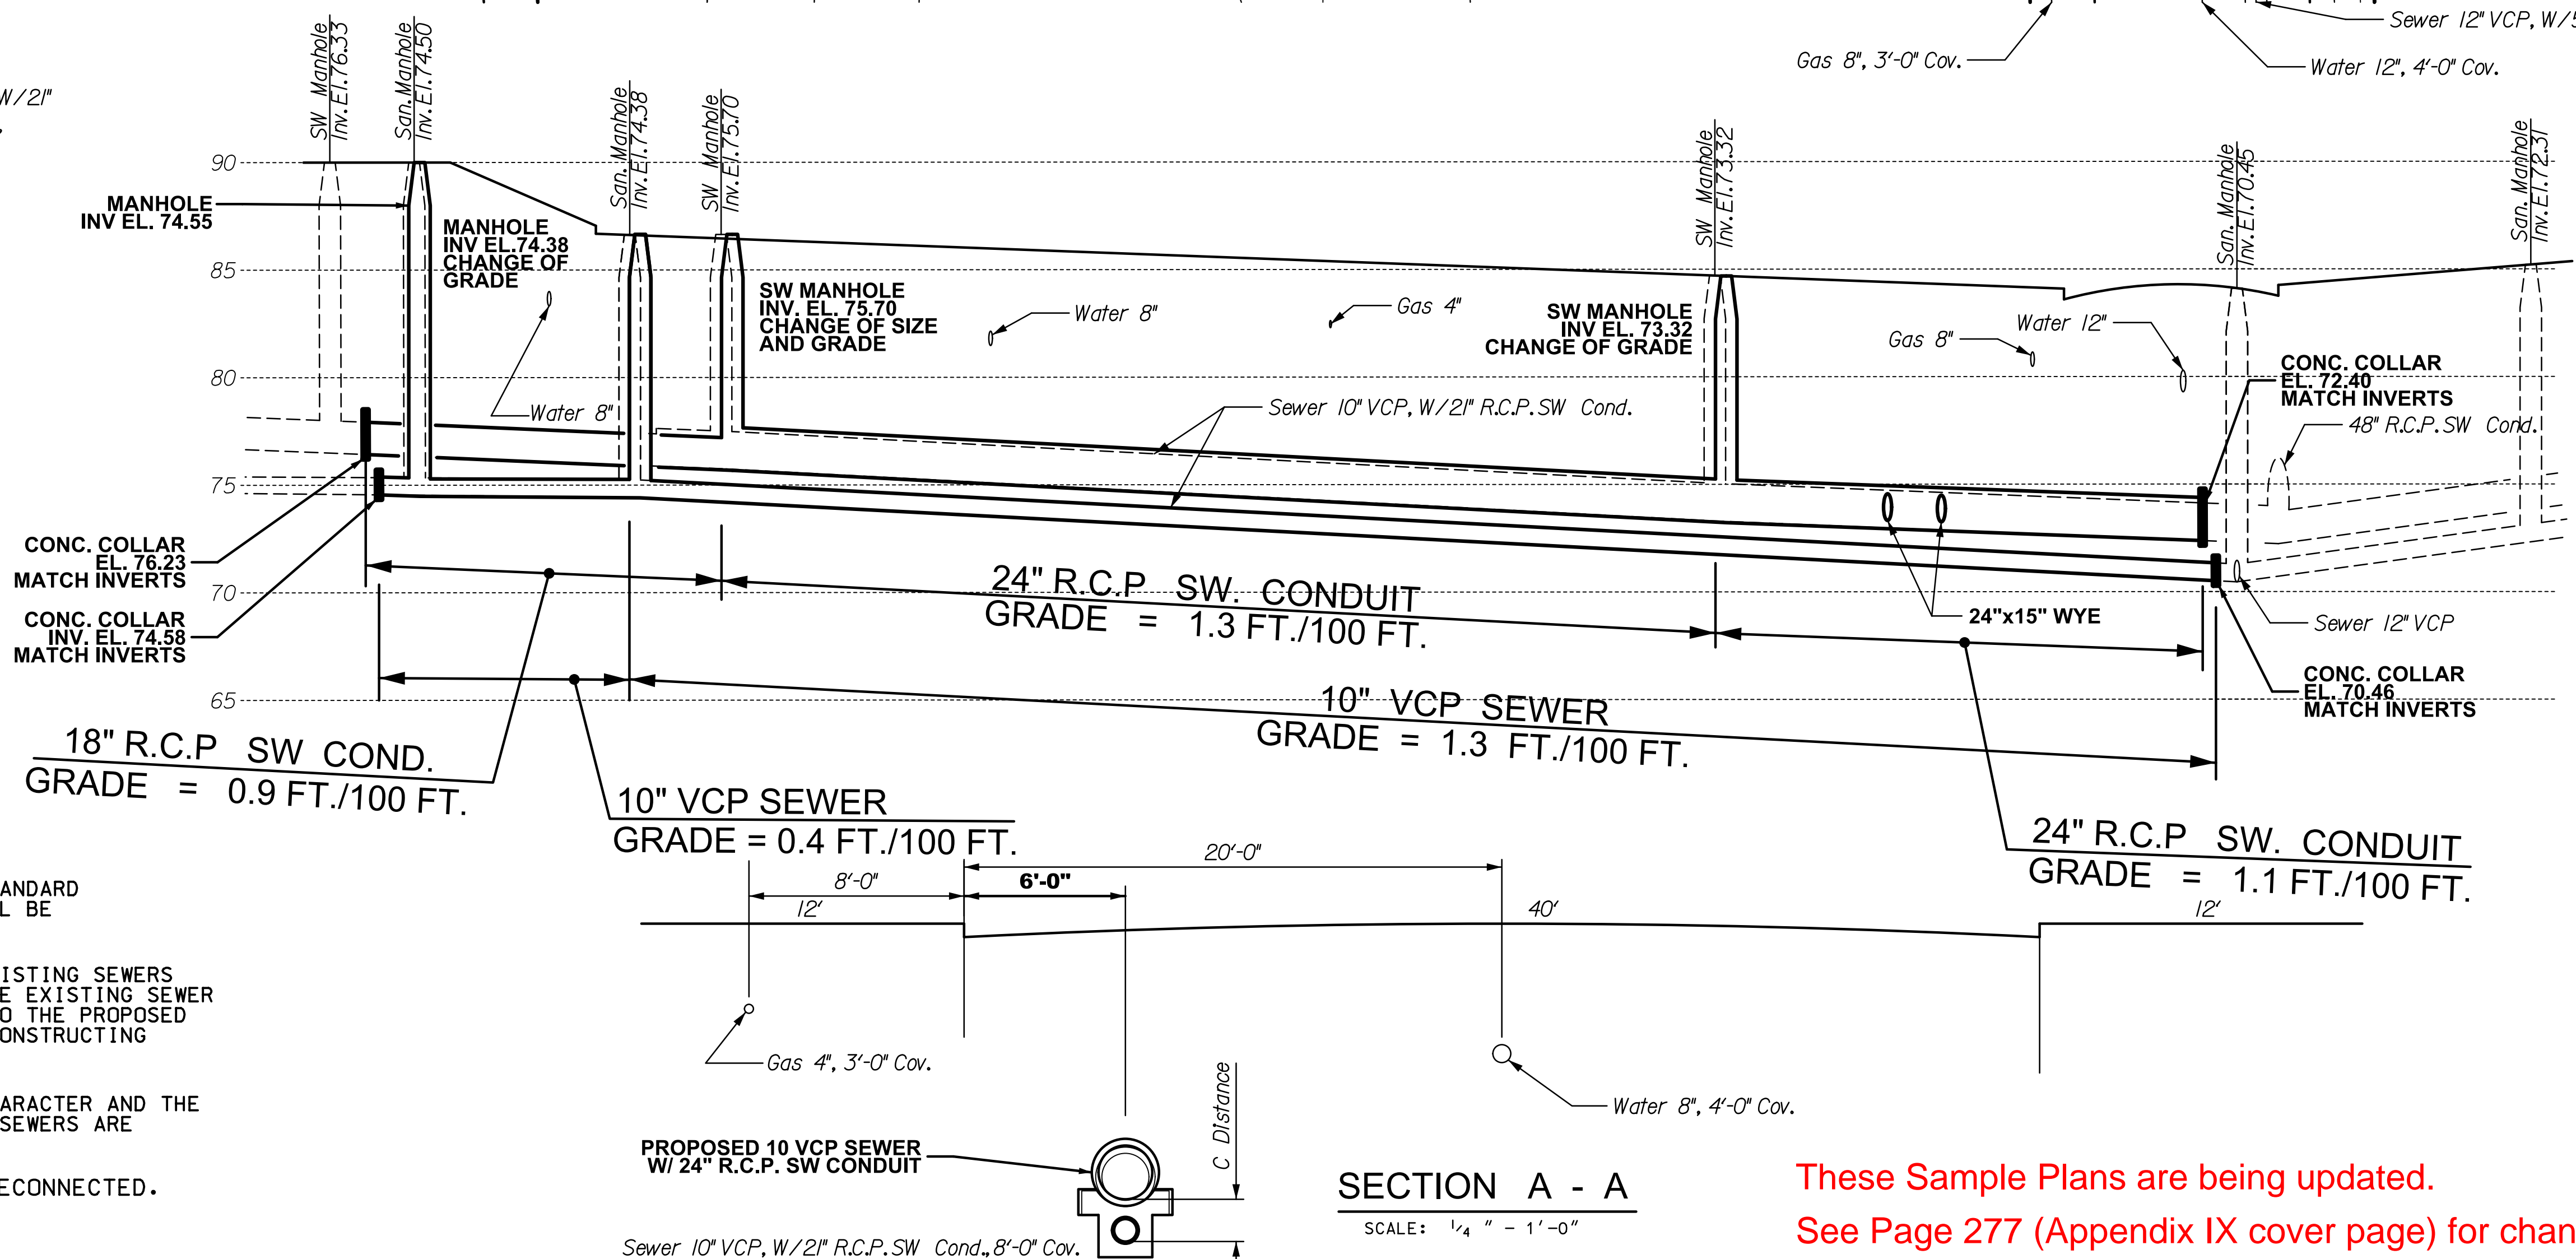 Sewer 12" VCP, W/
Gas 8", 3'-0" Cov.
Water 12", 4'-0" Cov.
W/21"
SW Manhole
Inv.El.76.33
San.Manhole
Inv.El.74.50
San.Manhole
Inv.El.74.38
SW Manhole
Inv.El.75.70
SW Manhole
Inv.El.73.32
San.Manhole
Inv.El.70.45
San.Manhole
Inv.El.72.31
90
85
80
75
70
65
MANHOLE
INV EL. 74.55
MANHOLE
INV EL.74.38
CHANGE OF
GRADE
SW MANHOLE
INV. EL. 75.70
CHANGE OF SIZE
AND GRADE
Water 8"
Water 8"
Gas 4"
SW MANHOLE
INV EL. 73.32
CHANGE OF GRADE
Gas 8"
Water 12"
CONC. COLLAR
EL. 72.40
MATCH INVERTS
48" R.C.P.SW Cond.
Sewer 10" VCP, W/21" R.C.P.SW Cond.
CONC. COLLAR
EL. 76.23
MATCH INVERTS
CONC. COLLAR
INV. EL. 74.58
MATCH INVERTS
24" R.C.P SW. CONDUIT
GRADE = 1.3 FT./100 FT.
24"x15" WYE
Sewer 12" VCP
CONC. COLLAR
EL. 70.46
MATCH INVERTS
10" VCP SEWER
GRADE = 1.3 FT./100 FT.
18" R.C.P SW COND.
GRADE = 0.9 FT./100 FT.
10" VCP SEWER
GRADE = 0.4 FT./100 FT.
24" R.C.P SW. CONDUIT
GRADE = 1.1 FT./100 FT.
20'-0"
8'-0"
6'-0"
12'
40'
12'
Gas 4", 3'-0" Cov.
Water 8", 4'-0" Cov.
C Distance
PROPOSED 10 VCP SEWER
W/ 24" R.C.P. SW CONDUIT
Sewer 10" VCP, W/21" R.C.P.SW Cond.,8'-0" Cov.
SECTION A - A
SCALE: 1/4 " - 1'-0"
ANDARD
L BE
ISTING SEWERS
E EXISTING SEWER
O THE PROPOSED
ONSTRUCTING
ARACTER AND THE
SEWERS ARE
ECONNECTED.
These Sample Plans are being updated.
See Page 277 (Appendix IX cover page) for chan